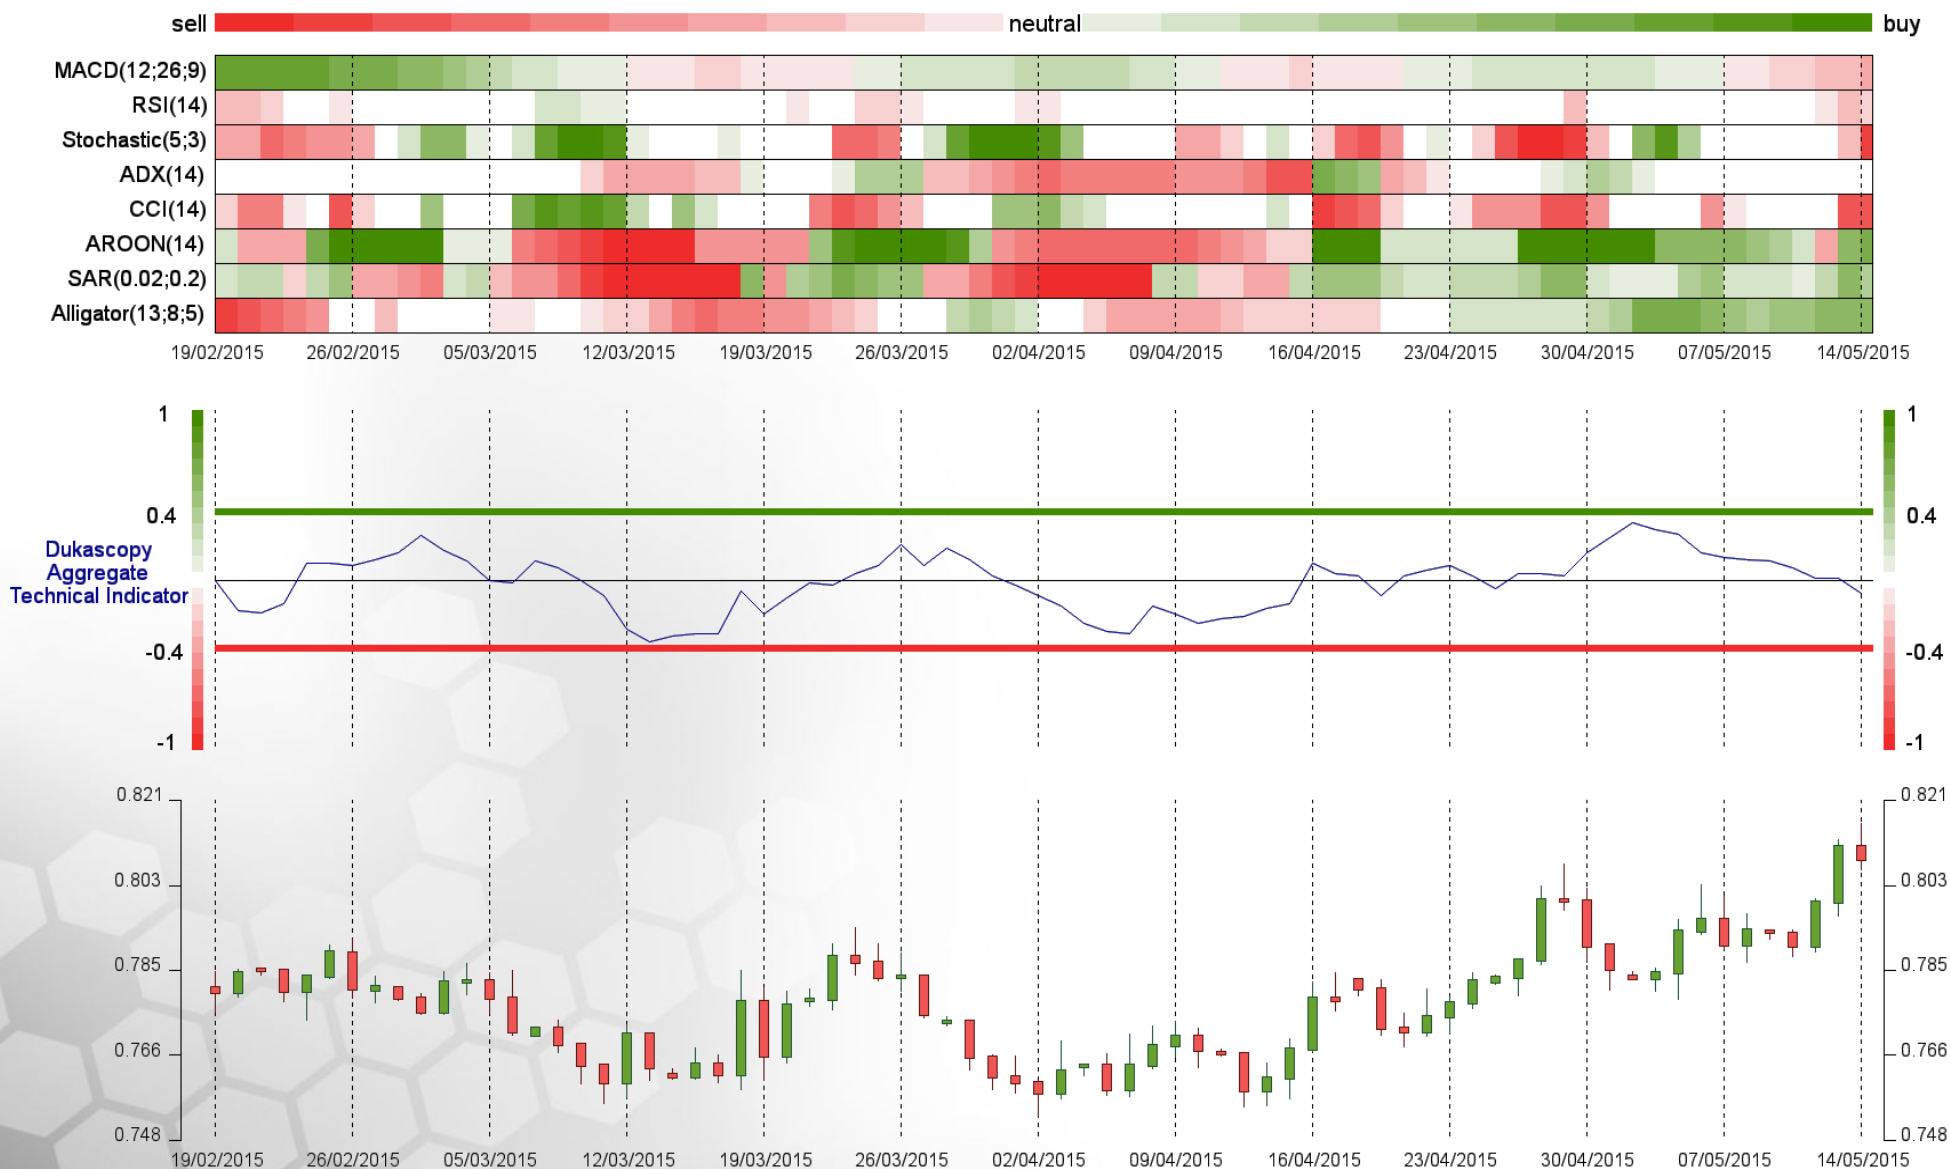 sell neutral buy
MACD(12;26;9)
RSI(14)
Stochastic(5;3)
ADX(14)
CCI(14)
AROON(14)
SAR(0.02;0.2)
Alligator(13;8;5)
19/02/2015 26/02/2015 05/03/2015 12/03/2015 19/03/2015 26/03/2015 02/04/2015 09/04/2015 16/04/2015 23/04/2015 30/04/2015 07/05/2015 14/05/2015
1 1
0.4 0.4
Dukascopy
Aggregate
Technical Indicator
-0.4 -0.4
-1 -1
0.821 0.821
0.803 0.803
0.785 0.785
0.766 0.766
0.748 0.748
19/02/2015 26/02/2015 05/03/2015 12/03/2015 19/03/2015 26/03/2015 02/04/2015 09/04/2015 16/04/2015 23/04/2015 30/04/2015 07/05/2015 14/05/2015